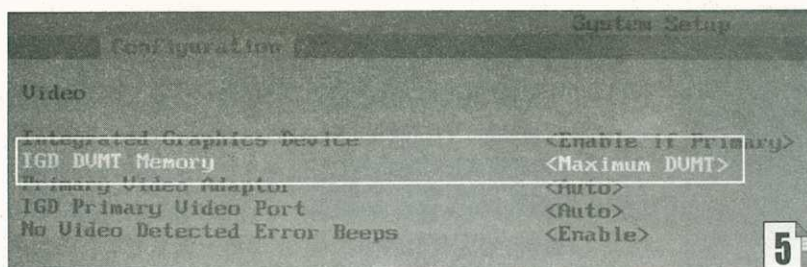 System Setup
Configuration
Video
Integrated Graphics Device <Enable if Primary>
IGD DVMT Memory <Maximum DVMT>
Primary Video Adaptor <Auto>
IGD Primary Video Port <Auto>
No Video Detected Error Beeps <Enable>
5